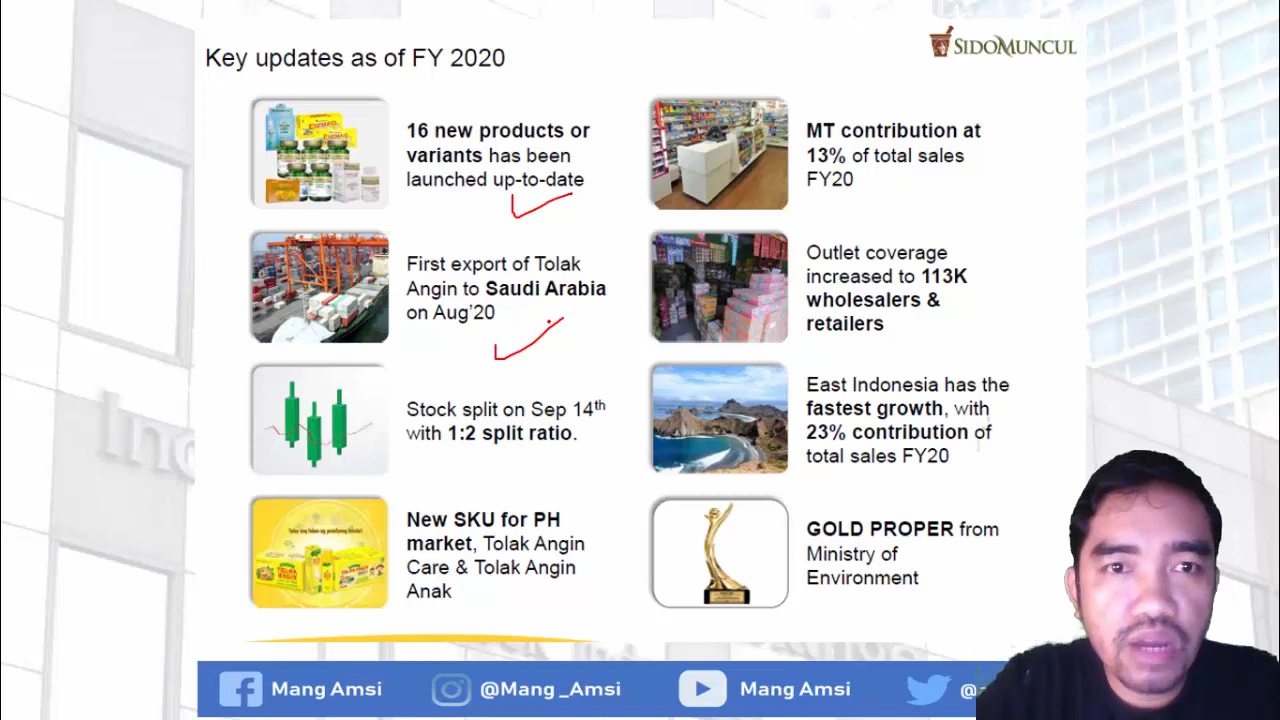 Key updates as of FY 2020
SIDOMUNCUL
16 new products or
variants has been
launched up-to-date
First export of Tolak
Angin to Saudi Arabia
on Aug'20
Stock split on Sep 14th
with 1:2 split ratio.
New SKU for PH
market, Tolak Angin
Care & Tolak Angin
Anak
MT contribution at
13% of total sales
FY20
Outlet coverage
increased to 113K
wholesalers &
retailers
East Indonesia has the
fastest growth, with
23% contribution of
total sales FY20
GOLD PROPER from
Ministry of
Environment
TOLAK
ANGIN
Mang Amsi
@Mang_Amsi
Mang Amsi